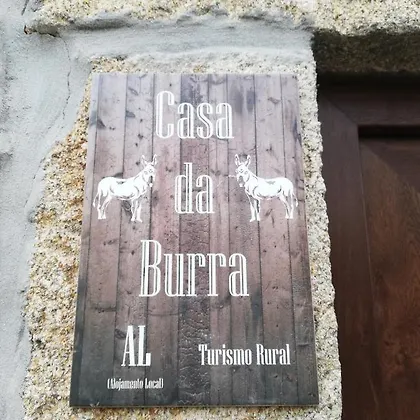 Casa
da
Burra
AL
Turismo Rural
(Alojamento Local)